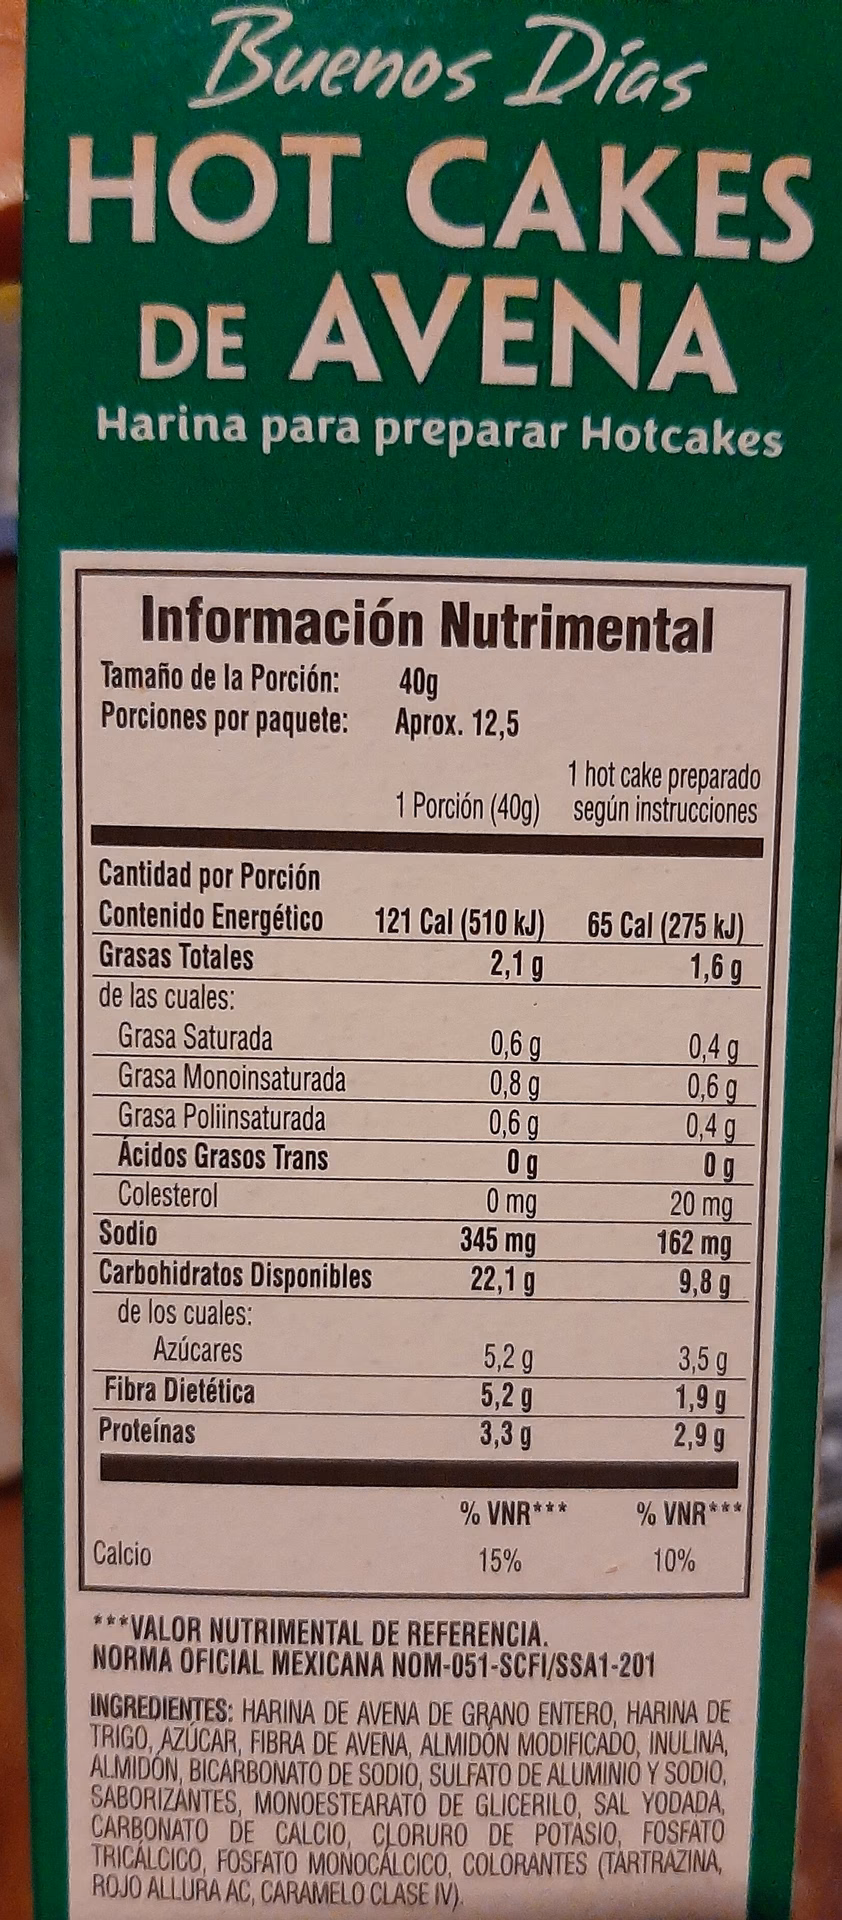 Buenos Días
HOT CAKES
DE AVENA
Harina para preparar Hotcakes
Información Nutrimental
Tamaño de la Porción: 40g
Porciones por paquete: Aprox. 12,5
1 Porción (40g) 1 hot cake preparado según instrucciones
Cantidad por Porción
Contenido Energético 121 Cal (510 kJ) 65 Cal (275 kJ)
Grasas Totales 2,1 g 1,6 g
de las cuales:
Grasa Saturada 0,6 g 0,4 g
Grasa Monoinsaturada 0,8 g 0,6 g
Grasa Poliinsaturada 0,6 g 0,4 g
Ácidos Grasos Trans 0 g 0 g
Colesterol 0 mg 20 mg
Sodio 345 mg 162 mg
Carbohidratos Disponibles 22,1 g 9,8 g
de los cuales:
Azúcares 5,2 g 3,5 g
Fibra Dietética 5,2 g 1,9 g
Proteínas 3,3 g 2,9 g
% VNR*** % VNR***
Calcio 15% 10%
***VALOR NUTRIMENTAL DE REFERENCIA.
NORMA OFICIAL MEXICANA NOM-051-SCFI/SSA1-201
INGREDIENTES: HARINA DE AVENA DE GRANO ENTERO, HARINA DE
TRIGO, AZÚCAR, FIBRA DE AVENA, ALMIDÓN MODIFICADO, INULINA,
ALMIDÓN, BICARBONATO DE SODIO, SULFATO DE ALUMINIO Y SODIO,
SABORIZANTES, MONOESTEARATO DE GLICERILO, SAL YODADA,
CARBONATO DE CALCIO, CLORURO DE POTASIO, FOSFATO
TRICÁLCICO, FOSFATO MONOCÁLCICO, COLORANTES (TARTRAZINA,
ROJO ALLURA AC, CARAMELO CLASE IV).